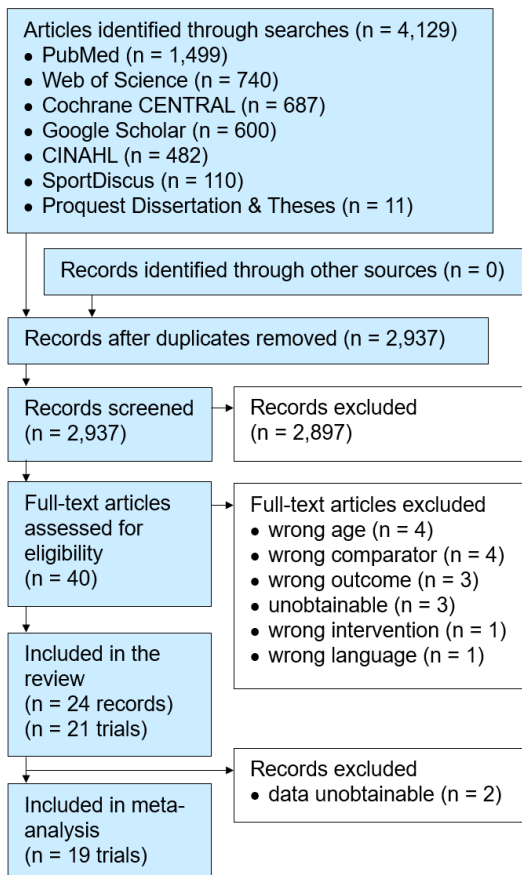 Articles identified through searches (n = 4,129)
• PubMed (n = 1,499)
• Web of Science (n = 740)
• Cochrane CENTRAL (n = 687)
• Google Scholar (n = 600)
• CINAHL (n = 482)
• SportDiscus (n = 110)
• Proquest Dissertation & Theses (n = 11)
Records identified through other sources (n = 0)
Records after duplicates removed (n = 2,937)
Records screened
(n = 2,937)
Records excluded
(n = 2,897)
Full-text articles
assessed for
eligibility
(n = 40)
Full-text articles excluded
• wrong age (n = 4)
• wrong comparator (n = 4)
• wrong outcome (n = 3)
• unobtainable (n = 3)
• wrong intervention (n = 1)
• wrong language (n = 1)
Included in the
review
(n = 24 records)
(n = 21 trials)
Records excluded
• data unobtainable (n = 2)
Included in meta-
analysis
(n = 19 trials)